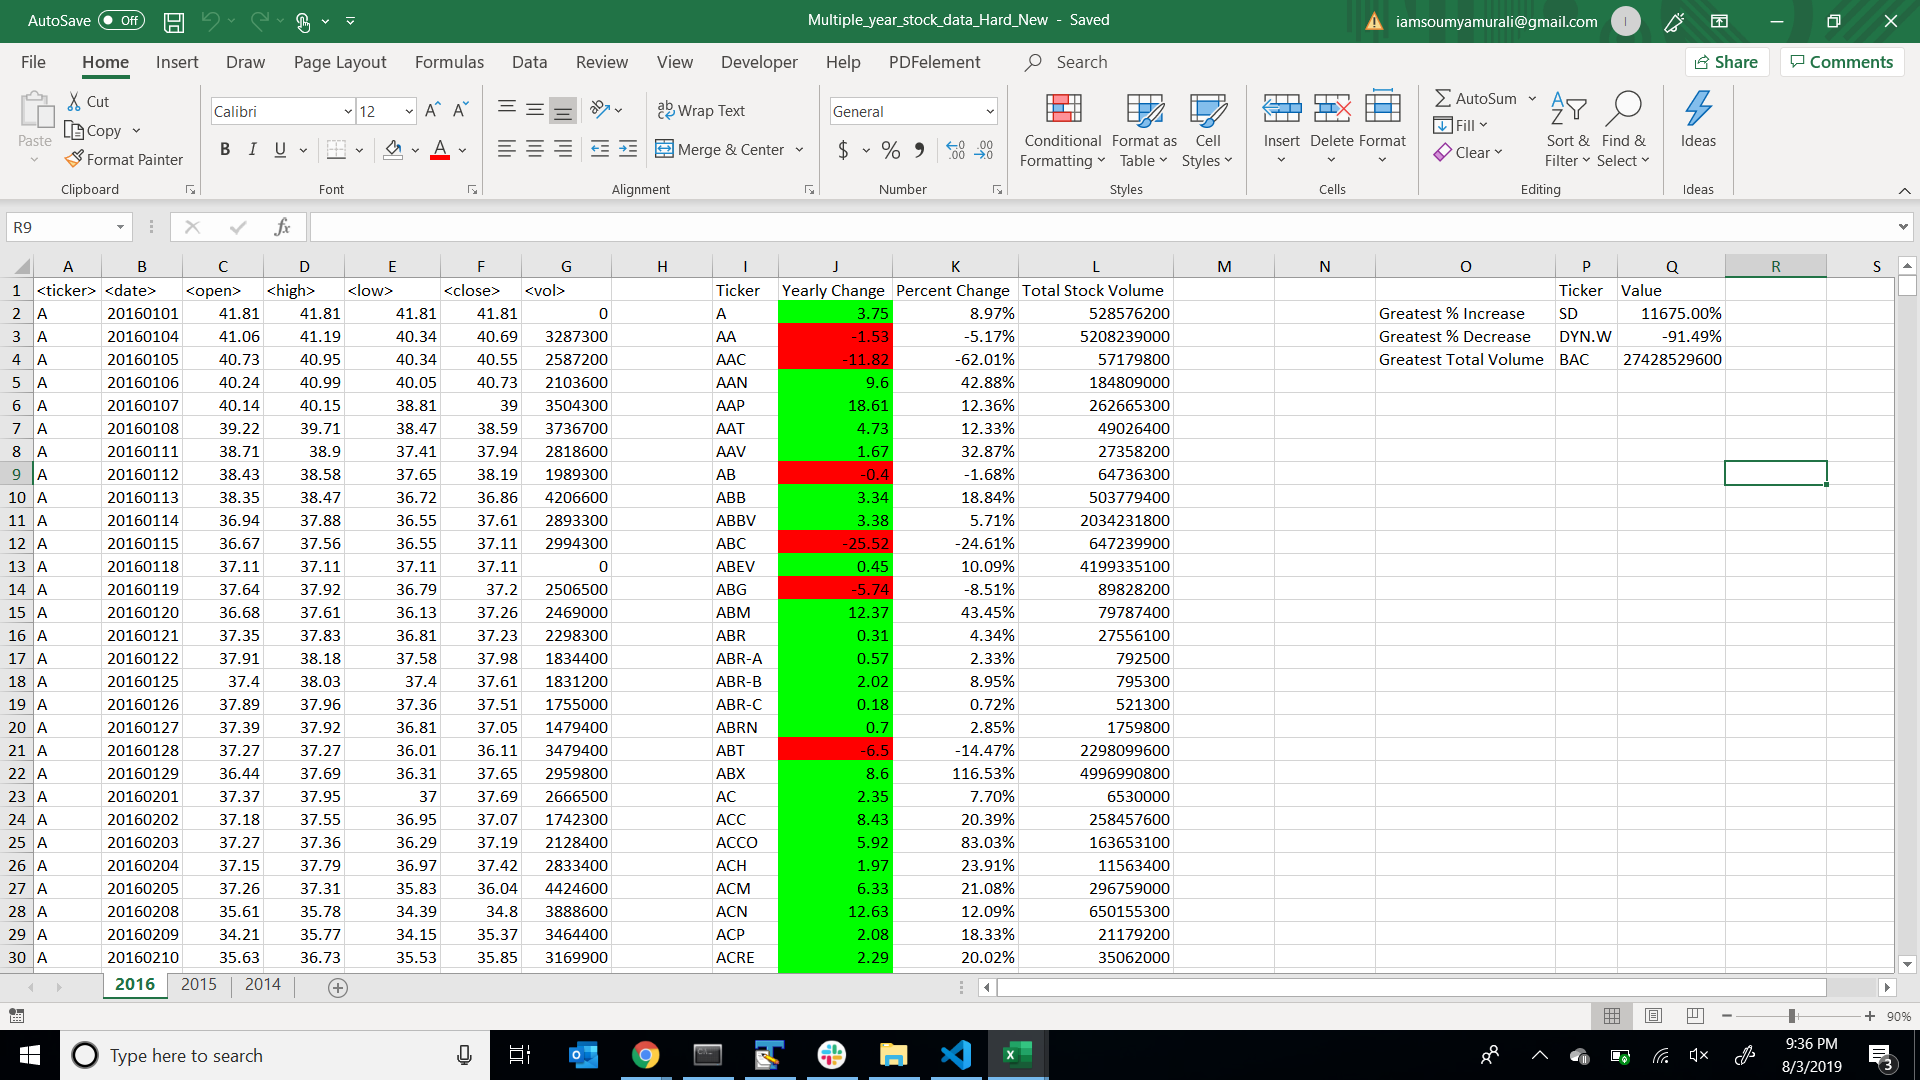 AutoSave Off Multiple_year_stock_data_Hard_New - Saved iamsoumyamurali@gmail.com I
File Home Insert Draw Page Layout Formulas Data Review View Developer Help PDFelement Search Share Comments
Paste
Cut
Copy
Format Painter
Clipboard
Calibri 12
B I U A
Font
Wrap Text
Merge & Center
Alignment
General
$ % ,
Number
Conditional Formatting
Format as Table
Cell Styles
Styles
Insert Delete Format
Cells
AutoSum
Fill
Clear
Sort & Filter
Find & Select
Editing
Ideas
Ideas
R9 fx
A B C D E F G H I J K L M N O P Q R S
1 <ticker> <date> <open> <high> <low> <close> <vol> Ticker Yearly Change Percent Change Total Stock Volume Ticker Value
2 A 20160101 41.81 41.81 41.81 41.81 0 A 3.75 8.97% 528576200 Greatest % Increase SD 11675.00%
3 A 20160104 41.06 41.19 40.34 40.69 3287300 AA -1.53 -5.17% 5208239000 Greatest % Decrease DYN.W -91.49%
4 A 20160105 40.73 40.95 40.34 40.55 2587200 AAC -11.82 -62.01% 57179800 Greatest Total Volume BAC 27428529600
5 A 20160106 40.24 40.99 40.05 40.73 2103600 AAN 9.6 42.88% 184809000
6 A 20160107 40.14 40.15 38.81 39 3504300 AAP 18.61 12.36% 262665300
7 A 20160108 39.22 39.71 38.47 38.59 3736700 AAT 4.73 12.33% 49026400
8 A 20160111 38.71 38.9 37.41 37.94 2818600 AAV 1.67 32.87% 27358200
9 A 20160112 38.43 38.58 37.65 38.19 1989300 AB -0.4 -1.68% 64736300
10 A 20160113 38.35 38.47 36.72 36.86 4206600 ABB 3.34 18.84% 503779400
11 A 20160114 36.94 37.88 36.55 37.61 2893300 ABBV 3.38 5.71% 2034231800
12 A 20160115 36.67 37.56 36.55 37.11 2994300 ABC -25.52 -24.61% 647239900
13 A 20160118 37.11 37.11 37.11 37.11 0 ABEV 0.45 10.09% 4199335100
14 A 20160119 37.64 37.92 36.79 37.2 2506500 ABG -5.74 -8.51% 89828200
15 A 20160120 36.68 37.61 36.13 37.26 2469000 ABM 12.37 43.45% 79787400
16 A 20160121 37.35 37.83 36.81 37.23 2298300 ABR 0.31 4.34% 27556100
17 A 20160122 37.91 38.18 37.58 37.98 1834400 ABR-A 0.57 2.33% 792500
18 A 20160125 37.4 38.03 37.4 37.61 1831200 ABR-B 2.02 8.95% 795300
19 A 20160126 37.89 37.96 37.36 37.51 1755000 ABR-C 0.18 0.72% 521300
20 A 20160127 37.39 37.92 36.81 37.05 1479400 ABRN 0.7 2.85% 1759800
21 A 20160128 37.27 37.27 36.01 36.11 3479400 ABT -6.5 -14.47% 2298099600
22 A 20160129 36.44 37.69 36.31 37.65 2959800 ABX 8.6 116.53% 4996990800
23 A 20160201 37.37 37.95 37 37.69 2666500 AC 2.35 7.70% 6530000
24 A 20160202 37.18 37.55 36.95 37.07 1742300 ACC 8.43 20.39% 258457600
25 A 20160203 37.27 37.36 36.29 37.19 2128400 ACCO 5.92 83.03% 163653100
26 A 20160204 37.15 37.79 36.97 37.42 2833400 ACH 1.97 23.91% 11563400
27 A 20160205 37.26 37.31 35.83 36.04 4424600 ACM 6.33 21.08% 296759000
28 A 20160208 35.61 35.78 34.39 34.8 3888600 ACN 12.63 12.09% 650155300
29 A 20160209 34.21 35.77 34.15 35.37 3464400 ACP 2.08 18.33% 21179200
30 A 20160210 35.63 36.73 35.53 35.85 3169900 ACRE 2.29 20.02% 35062000
2016 2015 2014
90%
Type here to search
9:36 PM
8/3/2019
3